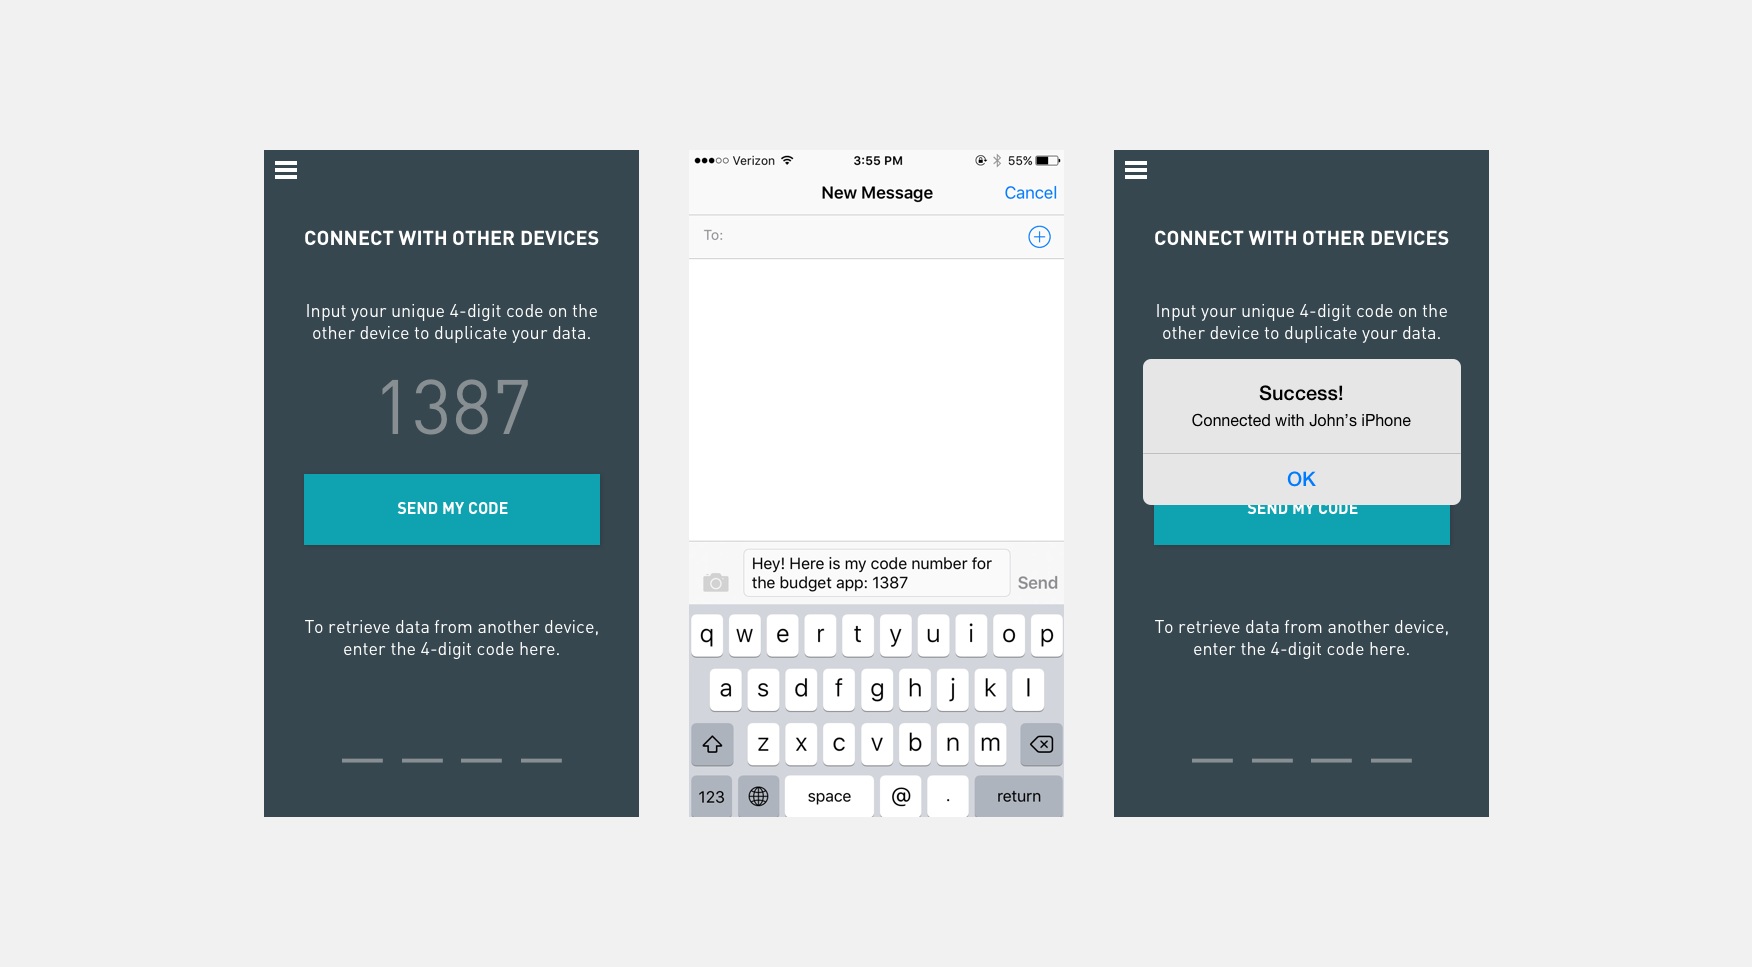 CONNECT WITH OTHER DEVICES
Input your unique 4-digit code on the
other device to duplicate your data.
1387
SEND MY CODE
To retrieve data from another device,
enter the 4-digit code here.
Verizon 3:55 PM 55%
New Message Cancel
To:
Hey! Here is my code number for
the budget app: 1387
Send
q w e r t y u i o p
a s d f g h j k l
z x c v b n m
123 space @ . return
CONNECT WITH OTHER DEVICES
Input your unique 4-digit code on the
other device to duplicate your data.
Success!
Connected with John's iPhone
OK
SEND MY CODE
To retrieve data from another device,
enter the 4-digit code here.